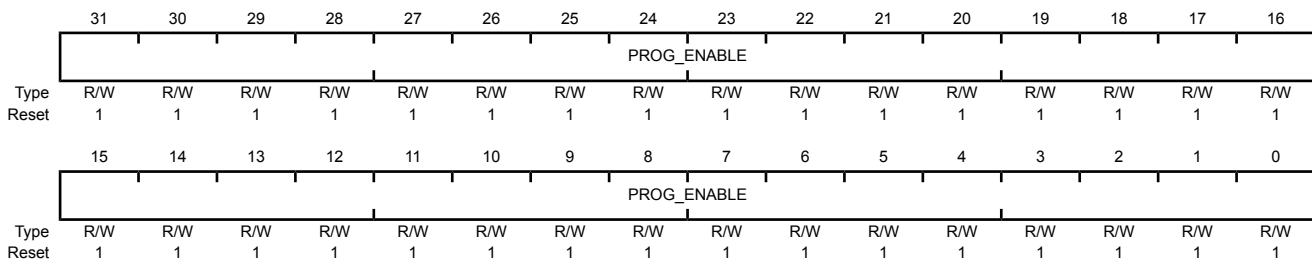 31 30 29 28 27 26 25 24 23 22 21 20 19 18 17 16
PROG_ENABLE
Type R/W R/W R/W R/W R/W R/W R/W R/W R/W R/W R/W R/W R/W R/W R/W R/W
Reset 1 1 1 1 1 1 1 1 1 1 1 1 1 1 1 1
15 14 13 12 11 10 9 8 7 6 5 4 3 2 1 0
PROG_ENABLE
Type R/W R/W R/W R/W R/W R/W R/W R/W R/W R/W R/W R/W R/W R/W R/W R/W
Reset 1 1 1 1 1 1 1 1 1 1 1 1 1 1 1 1